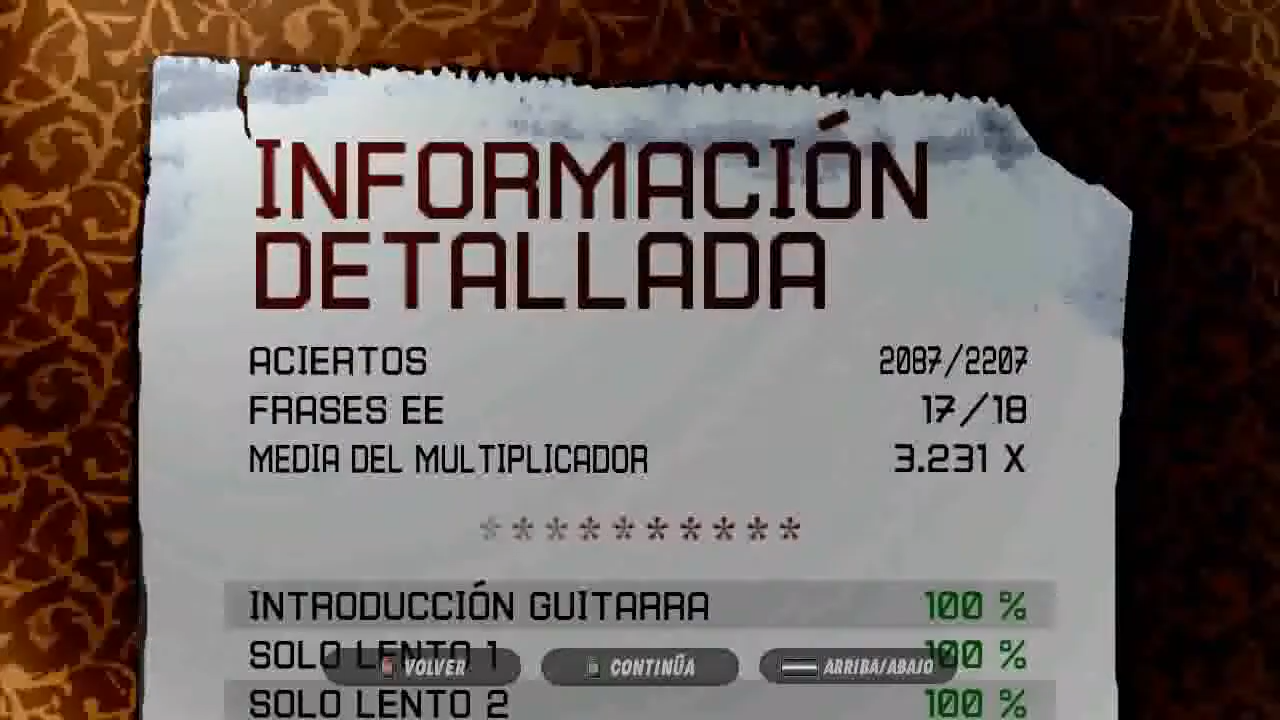 INFORMACIÓN
DETALLADA
ACIERTOS 2087/2207
FRASES EE 17/18
MEDIA DEL MULTIPLICADOR 3.231 X
**********
INTRODUCCIÓN GUITARRA 100 %
SOLO LENTO 1 100 %
VOLVER CONTINÚA ARRIBA/ABAJO
SOLO LENTO 2 100 %